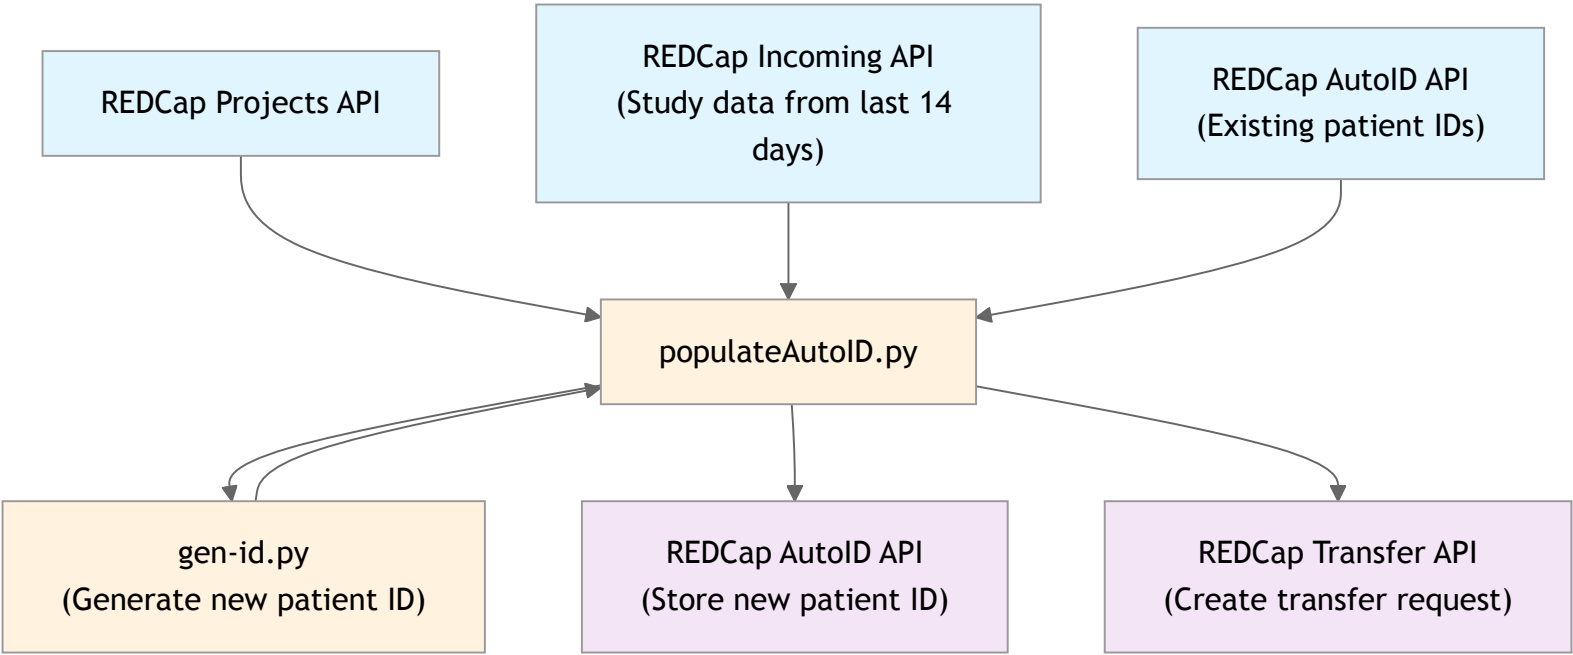 REDCap Projects API
REDCap Incoming API
(Study data from last 14
days)
REDCap AutoID API
(Existing patient IDs)
populateAutoID.py
gen-id.py
(Generate new patient ID)
REDCap AutoID API
(Store new patient ID)
REDCap Transfer API
(Create transfer request)